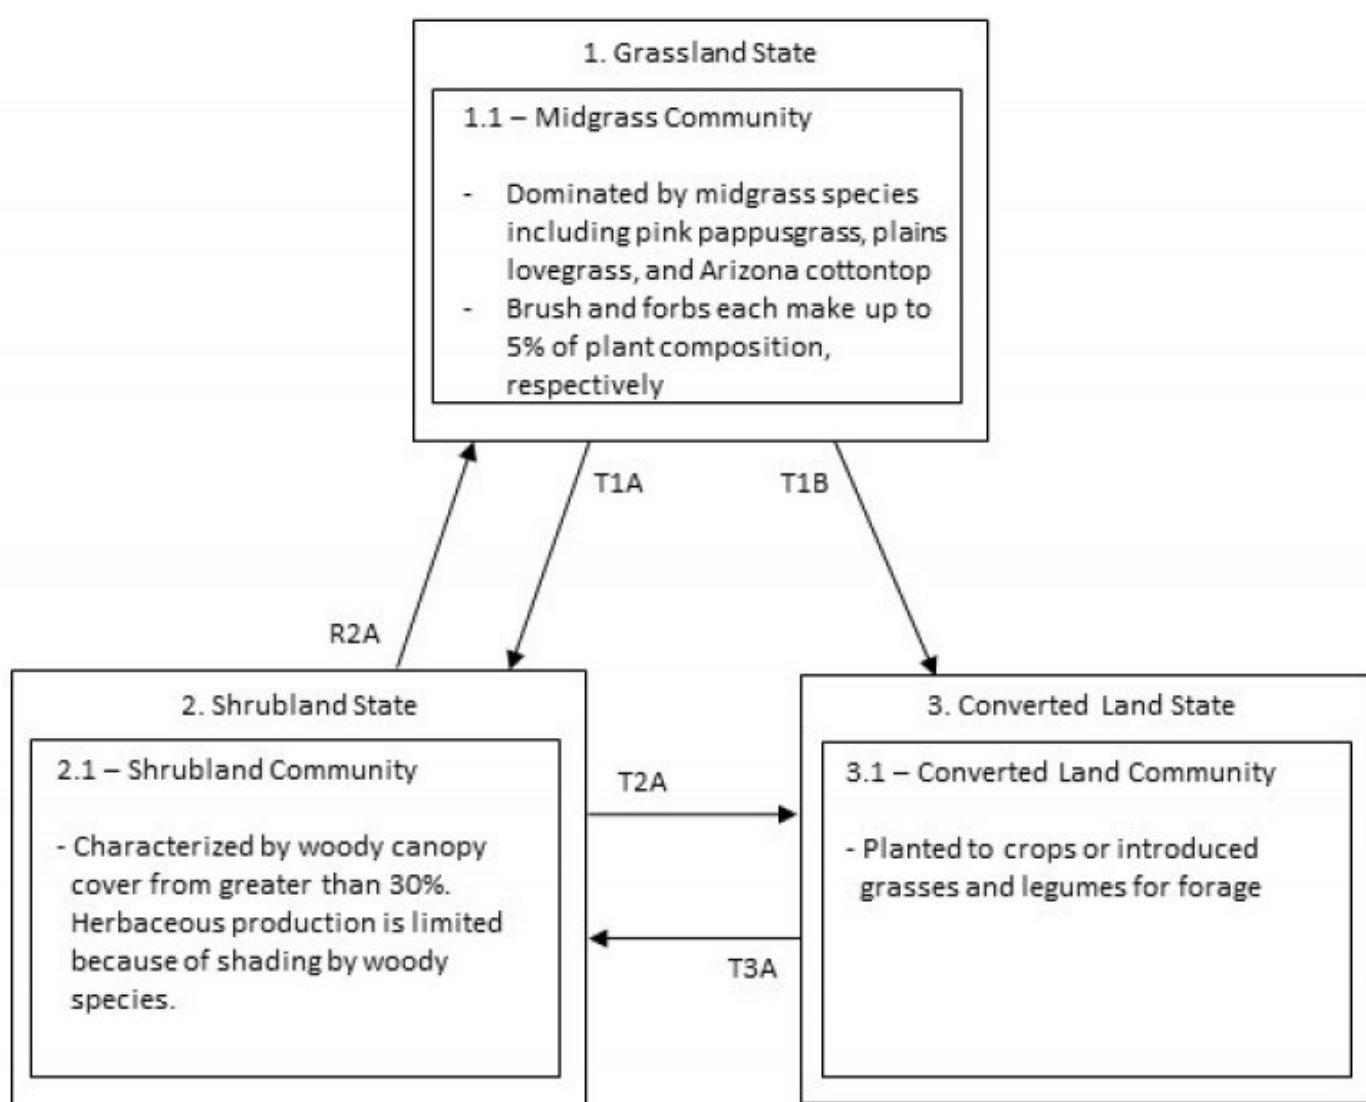 1. Grassland State
1.1 – Midgrass Community
- Dominated by midgrass species
including pink pappusgrass, plains
lovegrass, and Arizona cottontop
- Brush and forbs each make up to
5% of plant composition,
respectively
T1A
T1B
R2A
2. Shrubland State
2.1 – Shrubland Community
- Characterized by woody canopy
cover from greater than 30%.
Herbaceous production is limited
because of shading by woody
species.
T2A
T3A
3. Converted Land State
3.1 – Converted Land Community
- Planted to crops or introduced
grasses and legumes for forage